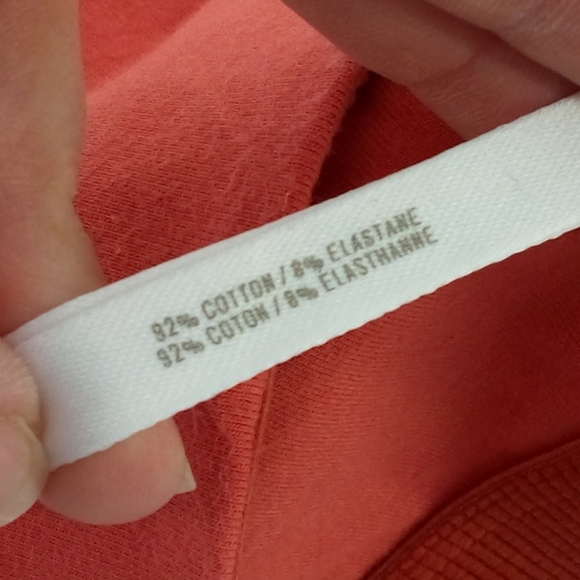 92% COTTON / 8% ELASTANE
92% COTON / 8% ELASTHANNE